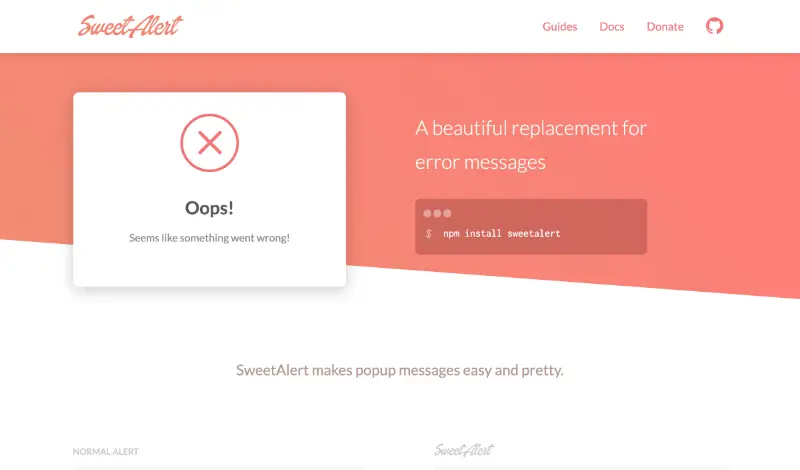 SweetAlert
Guides
Docs
Donate
Oops!
Seems like something went wrong!
A beautiful replacement for
error messages
$ npm install sweetalert
SweetAlert makes popup messages easy and pretty.
NORMAL ALERT
SweetAlert